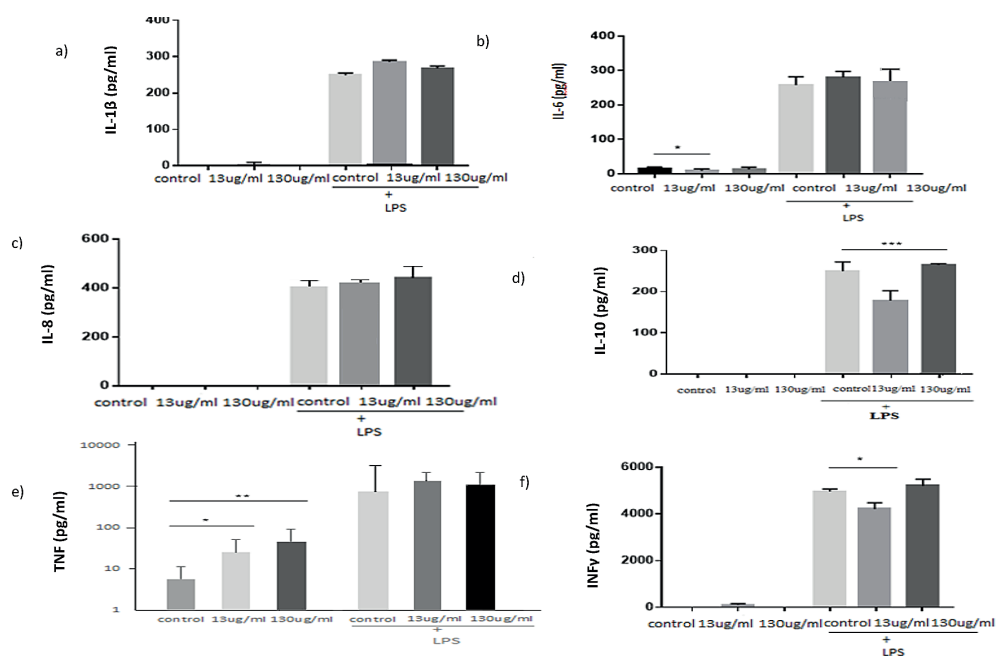 a)
IL-1β (pg/ml)
400
300
200
100
0
control 13ug/ml 130ug/ml control 13ug/ml 130ug/ml
+
LPS
b)
IL-6 (pg/ml)
400
300
200
100
0
*
control 13ug/ml 130ug/ml control 13ug/ml 130ug/ml
+
LPS
c)
IL-8 (pg/ml)
600
400
200
0
control 13ug/ml 130ug/ml control 13ug/ml 130ug/ml
+
LPS
d)
IL-10 (pg/ml)
300
200
100
0
***
control 13ug/ml 130ug/ml control 13ug/ml 130ug/ml
+
LPS
e)
TNF (pg/ml)
10000
1000
100
10
1
**
*
control 13ug/ml 130ug/ml control 13ug/ml 130ug/ml
+
LPS
f)
INFγ (pg/ml)
6000
4000
2000
0
*
control 13ug/ml 130ug/ml control 13ug/ml 130ug/ml
+
LPS